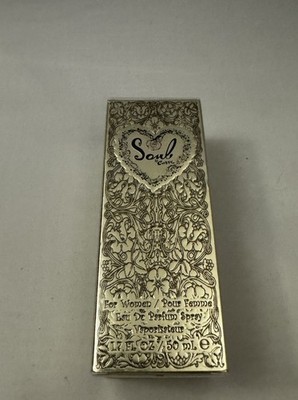 Soul
For Women / Pour Femme
Eau De Parfum Spray
Vaporisateur
1.7 FL OZ / 50 mL e